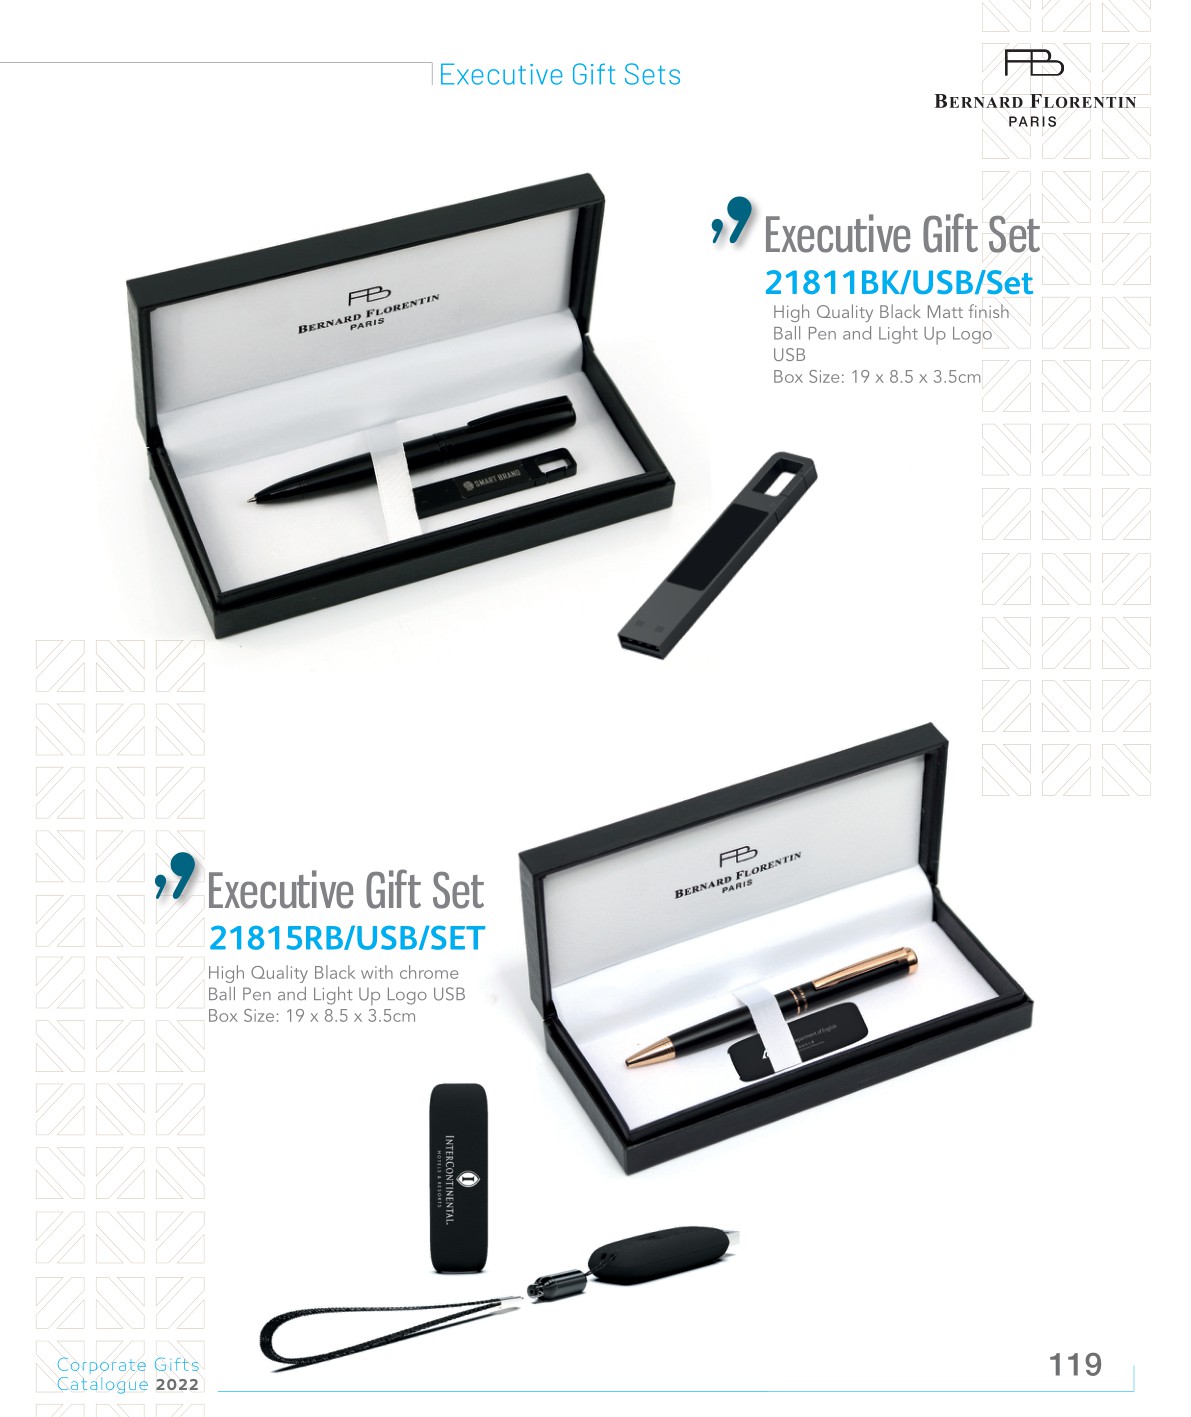 Executive Gift Sets
FB
BERNARD FLORENTIN
PARIS
Executive Gift Set
21811BK/USB/Set
High Quality Black Matt finish
Ball Pen and Light Up Logo
USB
Box Size: 19 x 8.5 x 3.5cm
FB
BERNARD FLORENTIN
PARIS
SMART BRAND
FB
BERNARD FLORENTIN
PARIS
Executive Gift Set
21815RB/USB/SET
High Quality Black with chrome
Ball Pen and Light Up Logo USB
Box Size: 19 x 8.5 x 3.5cm
INTERCONTINENTAL
HOTELS & RESORTS
Corporate Gifts
Catalogue 2022
119